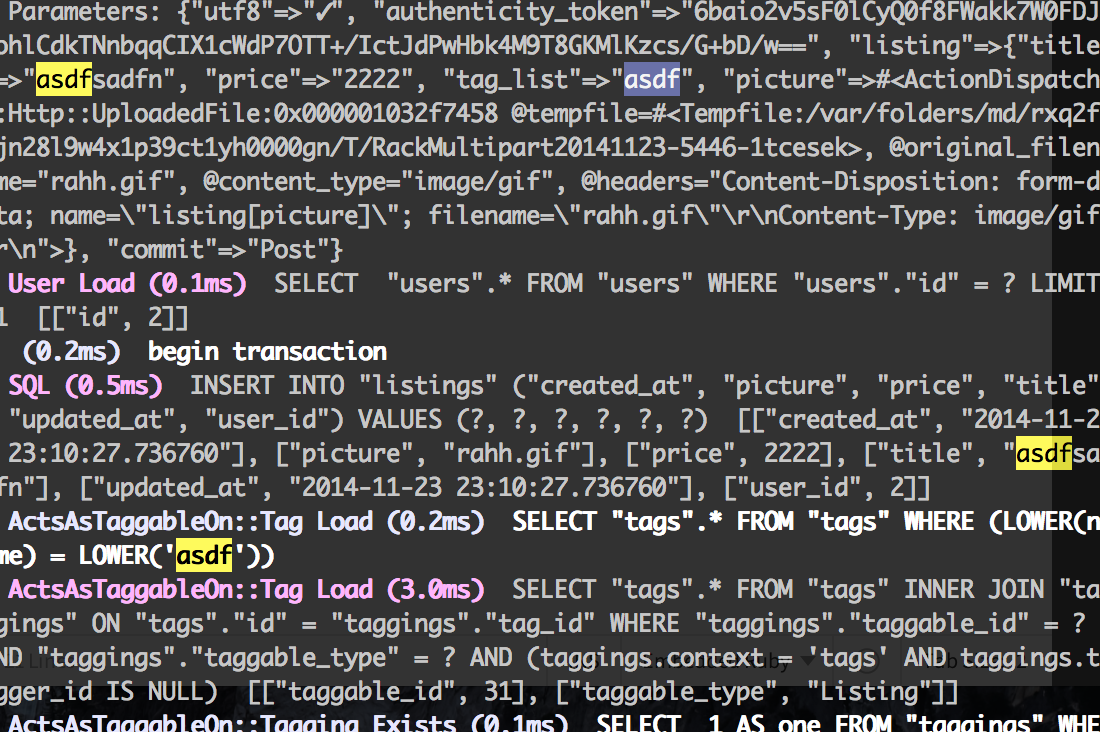 Parameters: {"utf8"=>"✓", "authenticity_token"=>"6baio2v5sF0lCyQ0f8FWakk7W0FDJ
ohlCdkTNnbqqCIX1cWdP7OTT+/IctJdPwHbk4M9T8GKMlKzcs/G+bD/w==", "listing"=>{"title
=>"asdfsadfn", "price"=>"2222", "tag_list"=>"asdf", "picture"=>#<ActionDispatch
:Http::UploadedFile:0x000001032f7458 @tempfile=#<Tempfile:/var/folders/md/rxq2f
jn28l9w4x1p39ct1yh0000gn/T/RackMultipart20141123-5446-1tcesek>, @original_filen
me="rahh.gif", @content_type="image/gif", @headers="Content-Disposition: form-d
ta; name=\"listing[picture]\"; filename=\"rahh.gif\"\r\nContent-Type: image/gif
r\n">}, "commit"=>"Post"}
User Load (0.1ms)  SELECT  "users".* FROM "users" WHERE "users"."id" = ? LIMIT
1  [["id", 2]]
(0.2ms)  begin transaction
SQL (0.5ms)  INSERT INTO "listings" ("created_at", "picture", "price", "title"
"updated_at", "user_id") VALUES (?, ?, ?, ?, ?, ?)  [["created_at", "2014-11-2
23:10:27.736760"], ["picture", "rahh.gif"], ["price", 2222], ["title", "asdfsa
fn"], ["updated_at", "2014-11-23 23:10:27.736760"], ["user_id", 2]]
ActsAsTaggableOn::Tag Load (0.2ms)  SELECT "tags".* FROM "tags" WHERE (LOWER(n
me) = LOWER('asdf'))
ActsAsTaggableOn::Tag Load (3.0ms)  SELECT "tags".* FROM "tags" INNER JOIN "ta
gings" ON "tags"."id" = "taggings"."tag_id" WHERE "taggings"."taggable_id" = ?
ND "taggings"."taggable_type" = ? AND (taggings.context = 'tags' AND taggings.t
gger_id IS NULL)  [["taggable_id", 31], ["taggable_type", "Listing"]]
ActsAsTaggableOn::Tagging Exists (0.1ms)  SELECT  1 AS one FROM "taggings" WHE